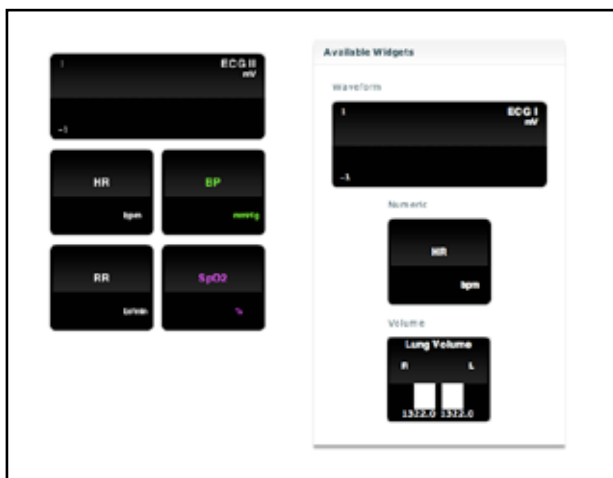 1 ECG II
mV
-1
HR
bpm
BP
mmHg
RR
br/min
SpO2
%
Available Widgets
Waveform
1 ECG I
mV
-1
Numeric
HR
bpm
Volume
Lung Volume
R L
1322.0 1322.0